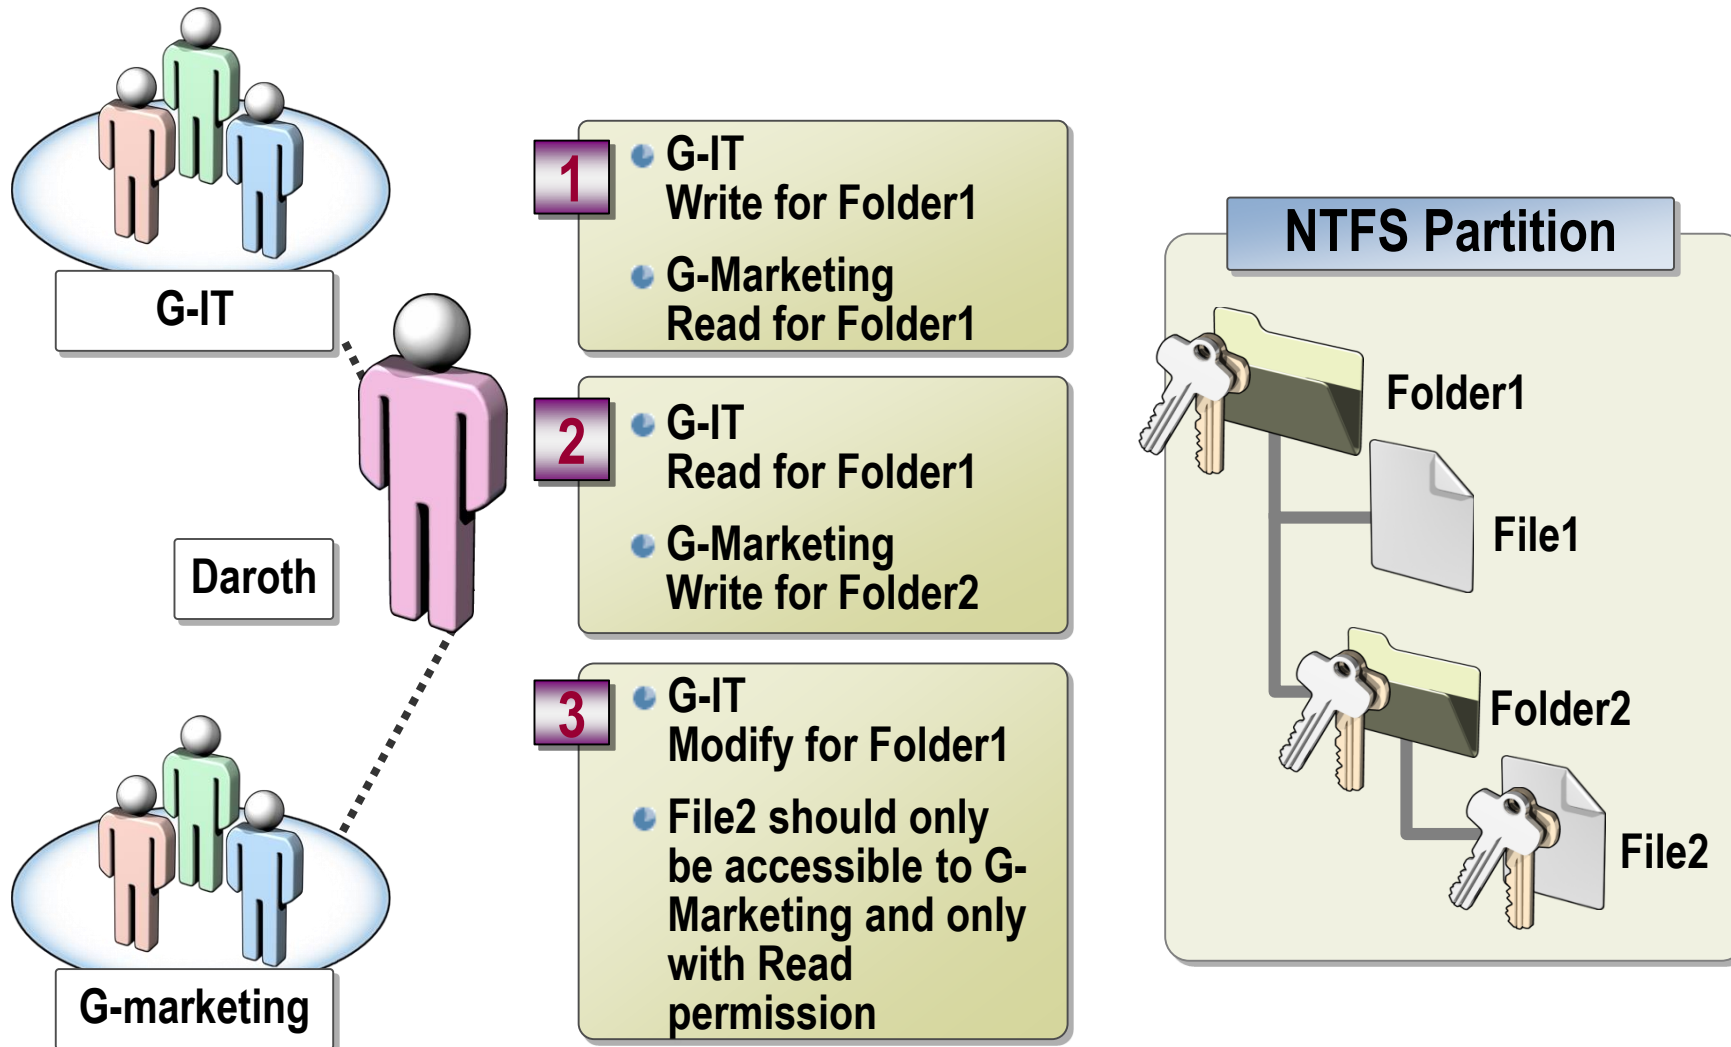 G-IT
Daroth
G-marketing
1
G-IT
Write for Folder1
G-Marketing
Read for Folder1
2
G-IT
Read for Folder1
G-Marketing
Write for Folder2
3
G-IT
Modify for Folder1
File2 should only
be accessible to G-
Marketing and only
with Read
permission
NTFS Partition
Folder1
File1
Folder2
File2